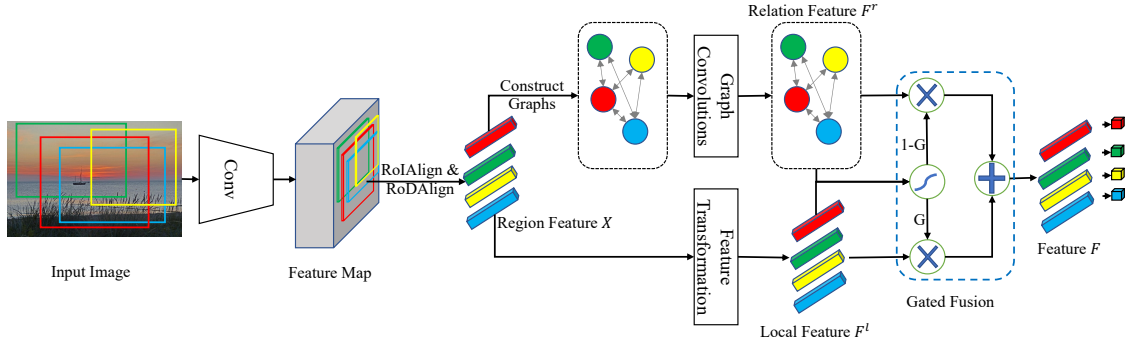 Input Image
Conv
Feature Map
RoIAlign &
RoDAlign
Construct
Graphs
Region Feature X
Graph
Convolutions
Feature
Transformation
Relation Feature F^r
Local Feature F^l
1-G
G
Gated Fusion
Feature F